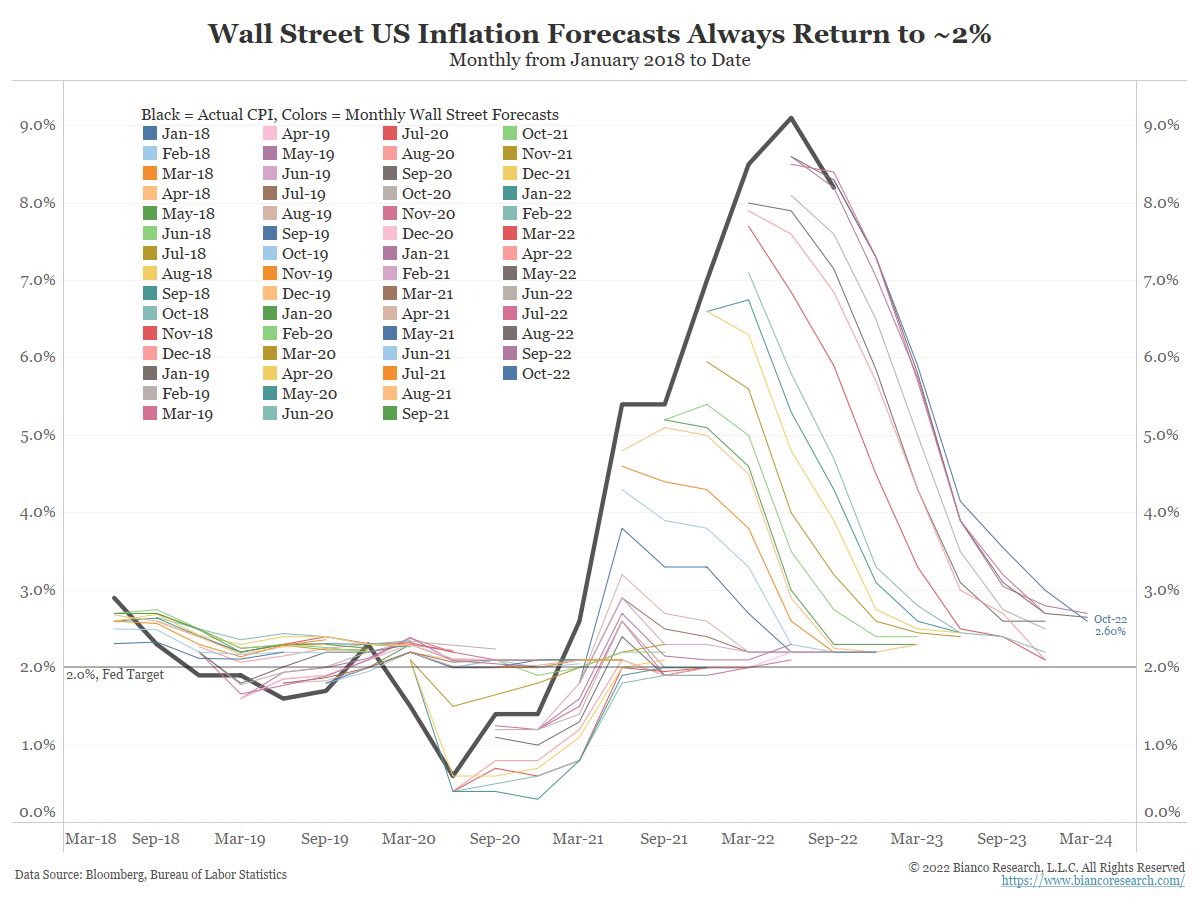 Wall Street US Inflation Forecasts Always Return to ~2%
Monthly from January 2018 to Date
Black = Actual CPI, Colors = Monthly Wall Street Forecasts
Jan-18 Apr-19 Jul-20 Oct-21
Feb-18 May-19 Aug-20 Nov-21
Mar-18 Jun-19 Sep-20 Dec-21
Apr-18 Jul-19 Oct-20 Jan-22
May-18 Aug-19 Nov-20 Feb-22
Jun-18 Sep-19 Dec-20 Mar-22
Jul-18 Oct-19 Jan-21 Apr-22
Aug-18 Nov-19 Feb-21 May-22
Sep-18 Dec-19 Mar-21 Jun-22
Oct-18 Jan-20 Apr-21 Jul-22
Nov-18 Feb-20 May-21 Aug-22
Dec-18 Mar-20 Jun-21 Sep-22
Jan-19 Apr-20 Jul-21 Oct-22
Feb-19 May-20 Aug-21
Mar-19 Jun-20 Sep-21
9.0% 9.0%
8.0% 8.0%
7.0% 7.0%
6.0% 6.0%
5.0% 5.0%
4.0% 4.0%
3.0% 3.0%
Oct-22
2.60%
2.0% 2.0%
2.0%, Fed Target
1.0% 1.0%
0.0% 0.0%
Mar-18 Sep-18 Mar-19 Sep-19 Mar-20 Sep-20 Mar-21 Sep-21 Mar-22 Sep-22 Mar-23 Sep-23 Mar-24
Data Source: Bloomberg, Bureau of Labor Statistics
© 2022 Bianco Research, L.L.C. All Rights Reserved
https://www.biancoresearch.com/